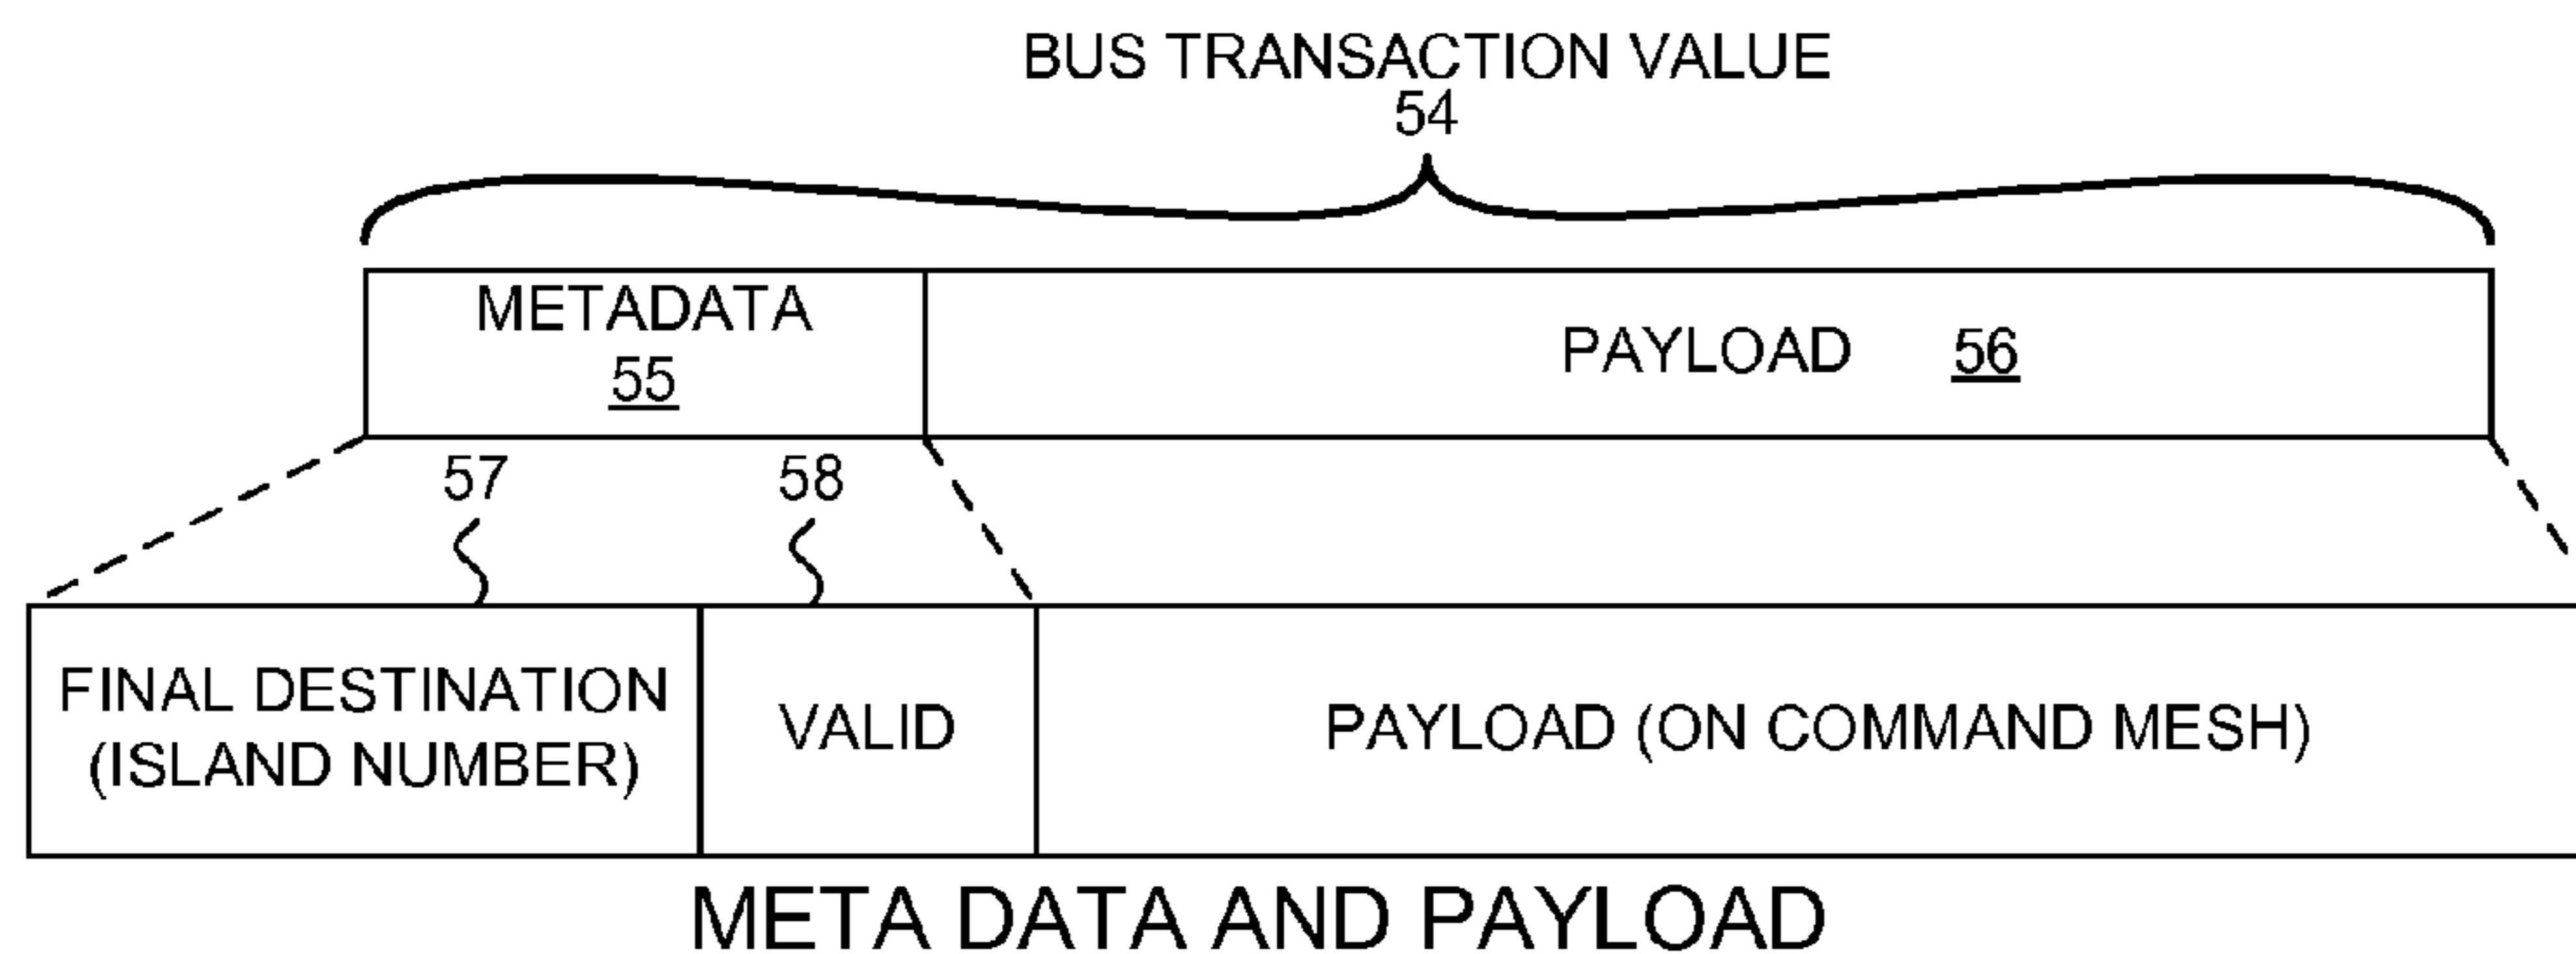 BUS TRANSACTION VALUE
54
METADATA
55
PAYLOAD 56
57 58
FINAL DESTINATION
(ISLAND NUMBER)
VALID
PAYLOAD (ON COMMAND MESH)
META DATA AND PAYLOAD